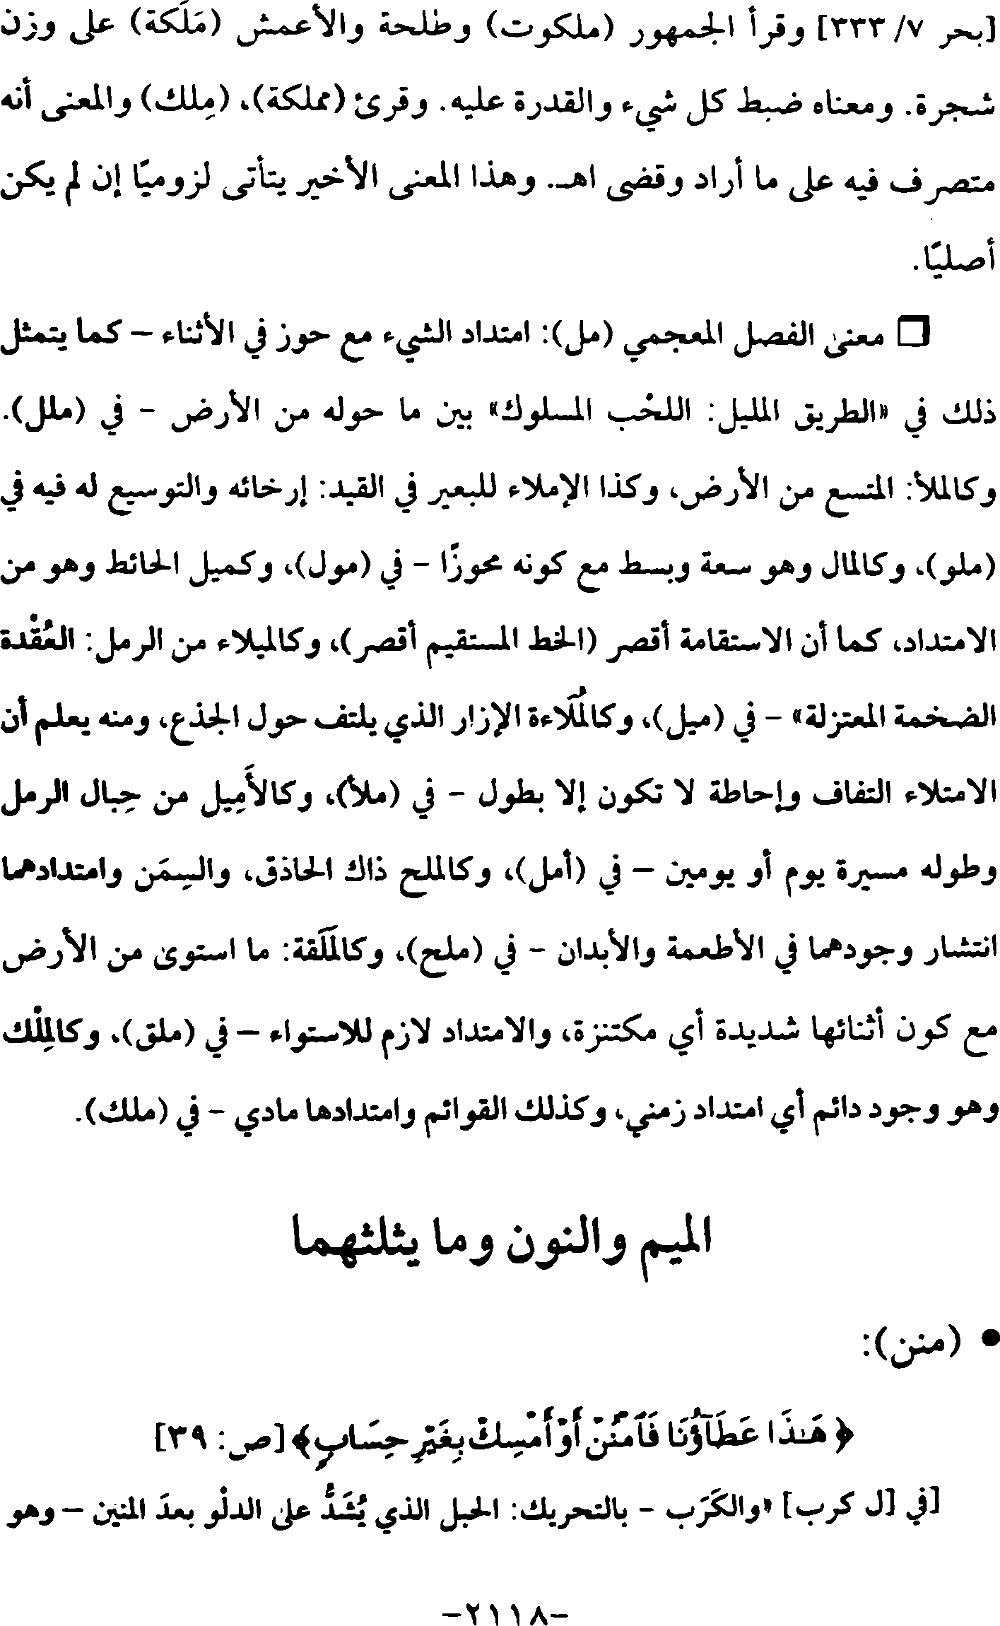 [بحر ٧/ ٣٣٣] وقرأ الجمهور (ملكوت) وطلحة والأعمش (مَلَكة) على وزن
شجرة. ومعناه ضبط كل شيء والقدرة عليه. وقرئ (مملكة)، (مِلك) والمعنى أنه
متصرف فيه على ما أراد وقضى اهـ. وهذا المعنى الأخير يتأتى لزوميًا إن لم يكن
أصليًا.
❒ معنى الفصل المعجمي (مل): امتداد الشيء مع حوز في الأثناء – كما يتمثل
ذلك في «الطريق المليل: اللحْب المسلوك» بين ما حوله من الأرض - في (ملل).
وكالملأ: المتسع من الأرض، وكذا الإملاء للبعير في القيد: إرخائه والتوسيع له فيه في
(ملو)، وكالمال وهو سعة وبسط مع كونه محوزًا - في (مول)، وكميل الحائط وهو من
الامتداد، كما أن الاستقامة أقصر (الخط المستقيم أقصر)، وكالميلاء من الرمل: العُقْدة
الضخمة المعتزلة» - في (ميل)، وكالمُلَاءة الإزار الذي يلتف حول الجذع، ومنه يعلم أن
الامتلاء التفاف وإحاطة لا تكون إلا بطول - في (ملأ)، وكالأَمِيل من حِبال الرمل
وطوله مسيرة يوم أو يومين – في (أمل)، وكالملح ذاك الحاذق، والسِمَن وامتدادهما
انتشار وجودهما في الأطعمة والأبدان - في (ملح)، وكالمَلَقة: ما استوى من الأرض
مع كون أثنائها شديدة أي مكتنزة، والامتداد لازم للاستواء – في (ملق)، وكالمِلْك
وهو وجود دائم أي امتداد زمني، وكذلك القوائم وامتدادها مادي - في (ملك).
الميم والنون وما يثلثهما
• (منن):
﴿هَٰذَا عَطَآؤُنَا فَٱمْنُنْ أَوْ أَمْسِكْ بِغَيْرِ حِسَابٍ﴾ [ص: ٣٩]
[في [ل كرب] «والكَرَب - بالتحريك: الحبل الذي يُشَدُّ على الدلْو بعدَ المنين – وهو
-٢١١٨-